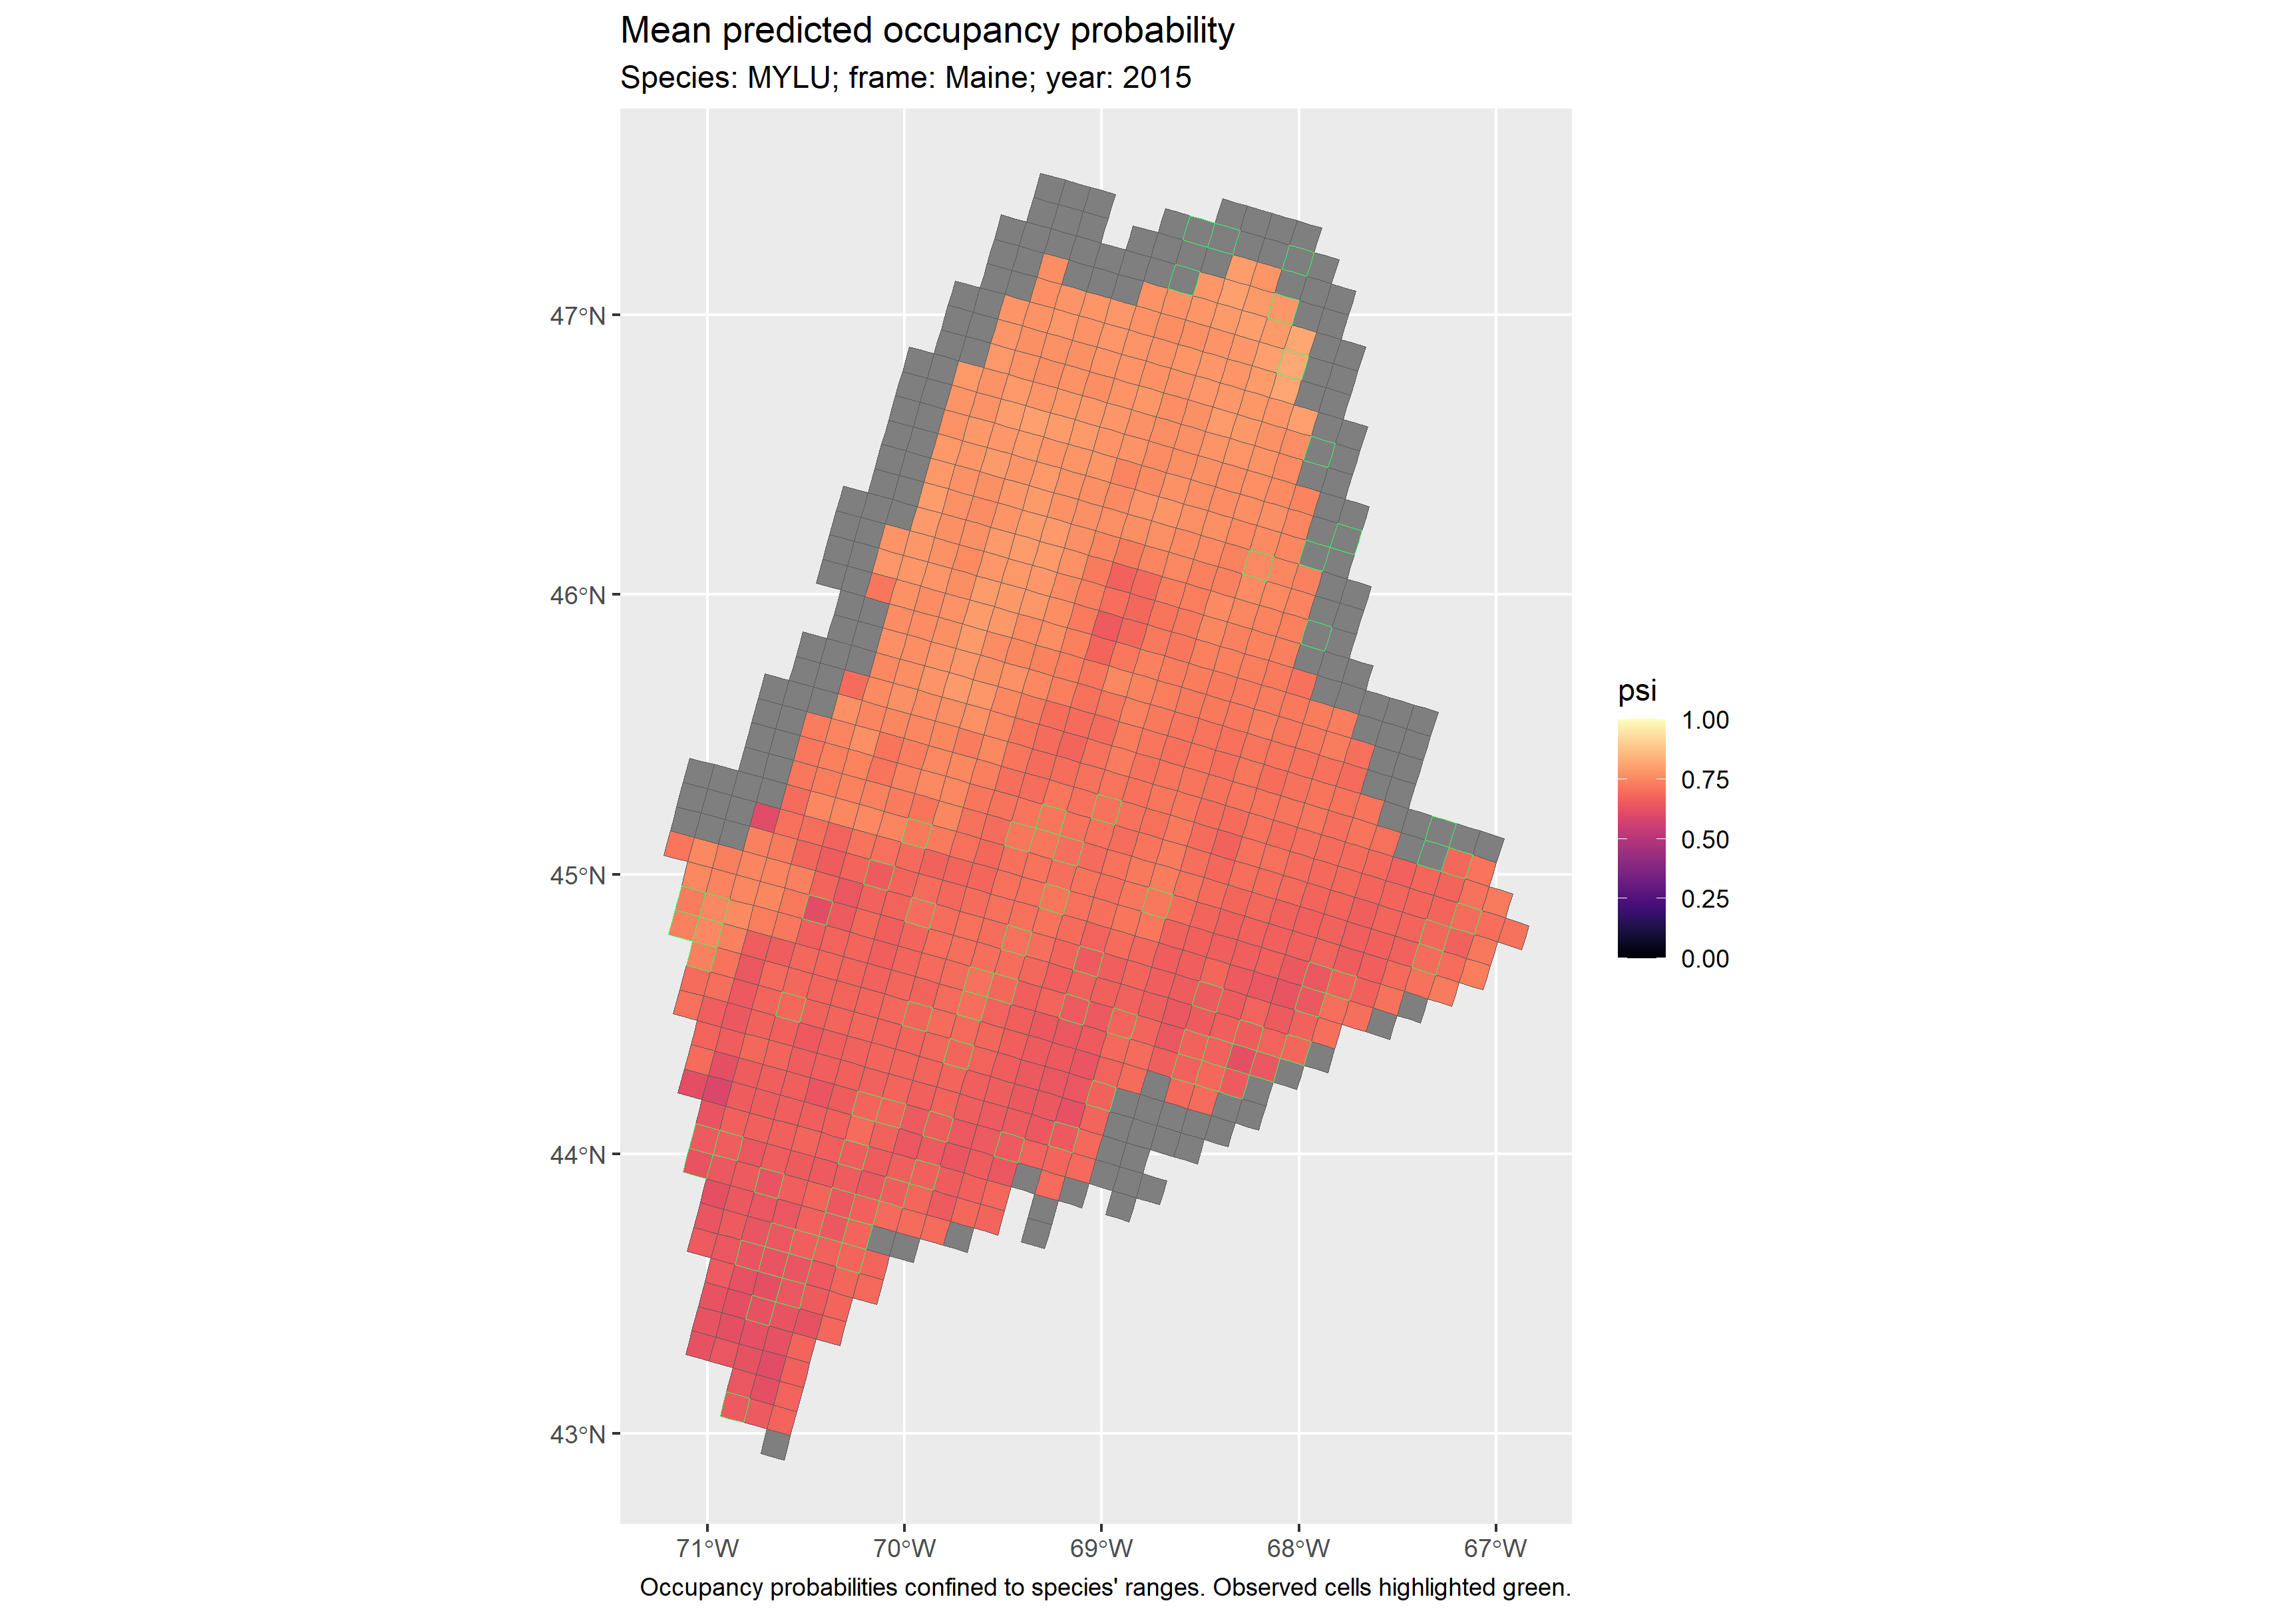 Mean predicted occupancy probability
Species: MYLU; frame: Maine; year: 2015
47°N
46°N
45°N
44°N
43°N
71°W
70°W
69°W
68°W
67°W
psi
1.00
0.75
0.50
0.25
0.00
Occupancy probabilities confined to species' ranges. Observed cells highlighted green.